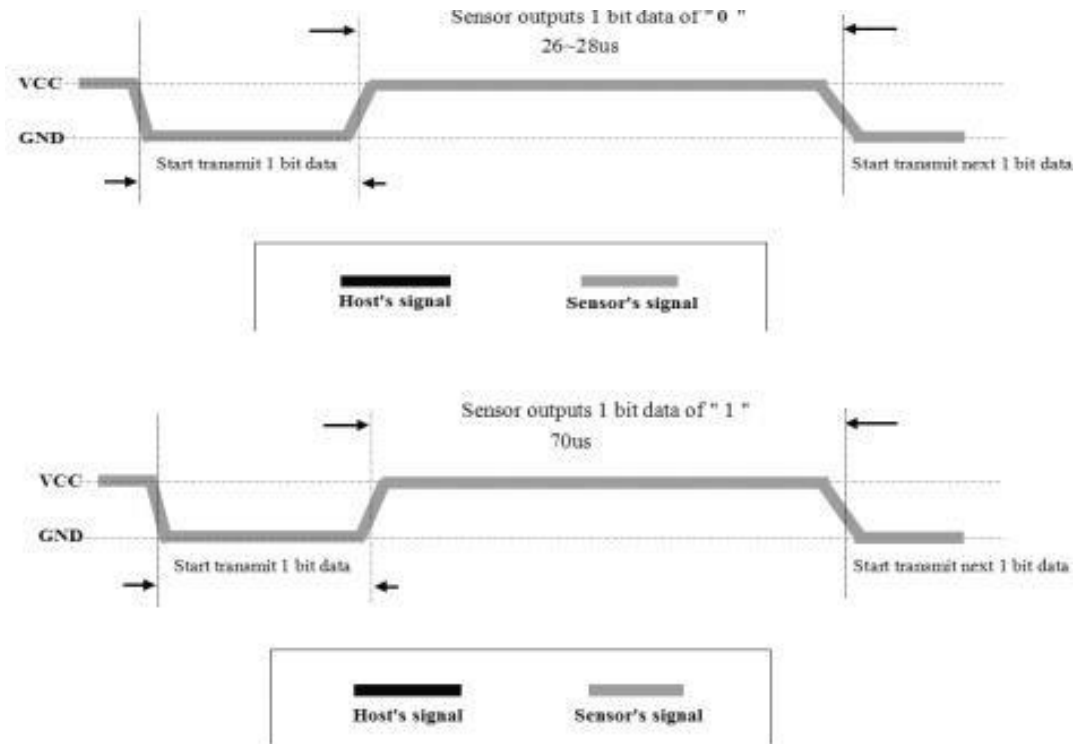 Sensor outputs 1 bit data of " 0 "
26~28us
VCC
GND
Start transmit 1 bit data
Start transmit next 1 bit data
Host's signal
Sensor's signal
Sensor outputs 1 bit data of " 1 "
70us
VCC
GND
Start transmit 1 bit data
Start transmit next 1 bit data
Host's signal
Sensor's signal